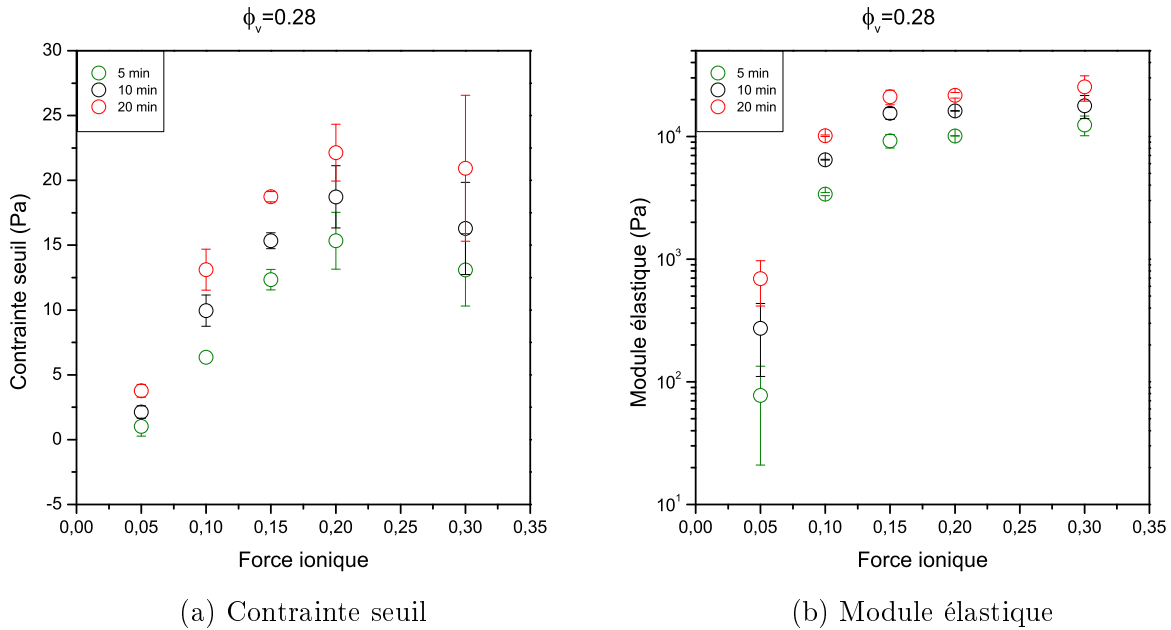 ϕv=0.28
5 min
10 min
20 min
30
25
20
15
10
5
0
-5
Contrainte seuil (Pa)
0,00 0,05 0,10 0,15 0,20 0,25 0,30 0,35
Force ionique
(a) Contrainte seuil
ϕv=0.28
5 min
10 min
20 min
10^4
10^3
10^2
10^1
Module élastique (Pa)
0,00 0,05 0,10 0,15 0,20 0,25 0,30 0,35
Force ionique
(b) Module élastique